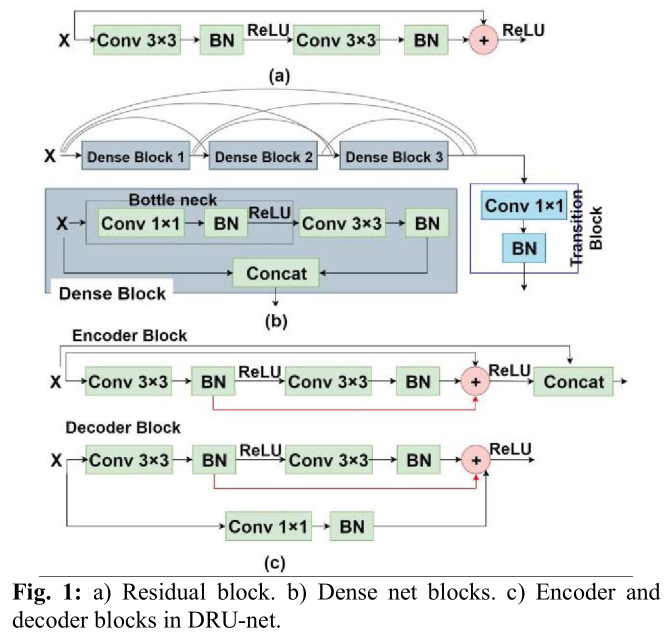 X Conv 3×3 BN ReLU Conv 3×3 BN + ReLU
(a)
X Dense Block 1 Dense Block 2 Dense Block 3
Bottle neck
X Conv 1×1 BN ReLU Conv 3×3 BN
Concat
Dense Block
Conv 1×1
BN
Transition
Block
(b)
Encoder Block
X Conv 3×3 BN ReLU Conv 3×3 BN + ReLU Concat
Decoder Block
X Conv 3×3 BN ReLU Conv 3×3 BN + ReLU
Conv 1×1 BN
(c)
Fig. 1: a) Residual block. b) Dense net blocks. c) Encoder and
decoder blocks in DRU-net.